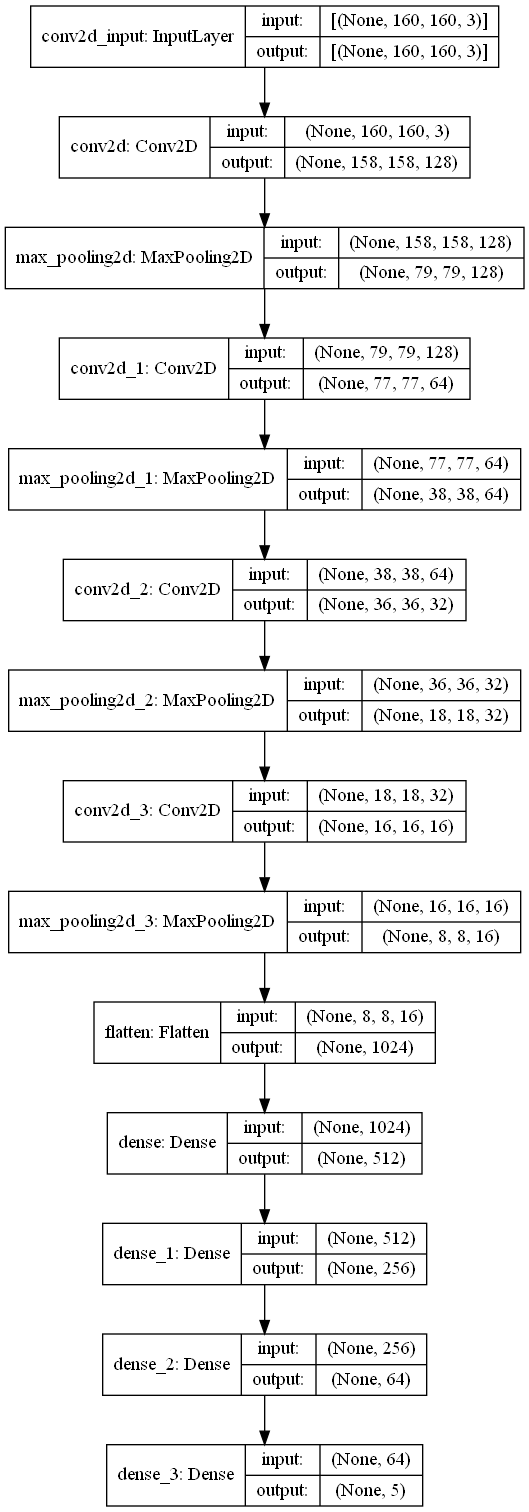 conv2d_input: InputLayer
input: [(None, 160, 160, 3)]
output: [(None, 160, 160, 3)]
conv2d: Conv2D
input: (None, 160, 160, 3)
output: (None, 158, 158, 128)
max_pooling2d: MaxPooling2D
input: (None, 158, 158, 128)
output: (None, 79, 79, 128)
conv2d_1: Conv2D
input: (None, 79, 79, 128)
output: (None, 77, 77, 64)
max_pooling2d_1: MaxPooling2D
input: (None, 77, 77, 64)
output: (None, 38, 38, 64)
conv2d_2: Conv2D
input: (None, 38, 38, 64)
output: (None, 36, 36, 32)
max_pooling2d_2: MaxPooling2D
input: (None, 36, 36, 32)
output: (None, 18, 18, 32)
conv2d_3: Conv2D
input: (None, 18, 18, 32)
output: (None, 16, 16, 16)
max_pooling2d_3: MaxPooling2D
input: (None, 16, 16, 16)
output: (None, 8, 8, 16)
flatten: Flatten
input: (None, 8, 8, 16)
output: (None, 1024)
dense: Dense
input: (None, 1024)
output: (None, 512)
dense_1: Dense
input: (None, 512)
output: (None, 256)
dense_2: Dense
input: (None, 256)
output: (None, 64)
dense_3: Dense
input: (None, 64)
output: (None, 5)